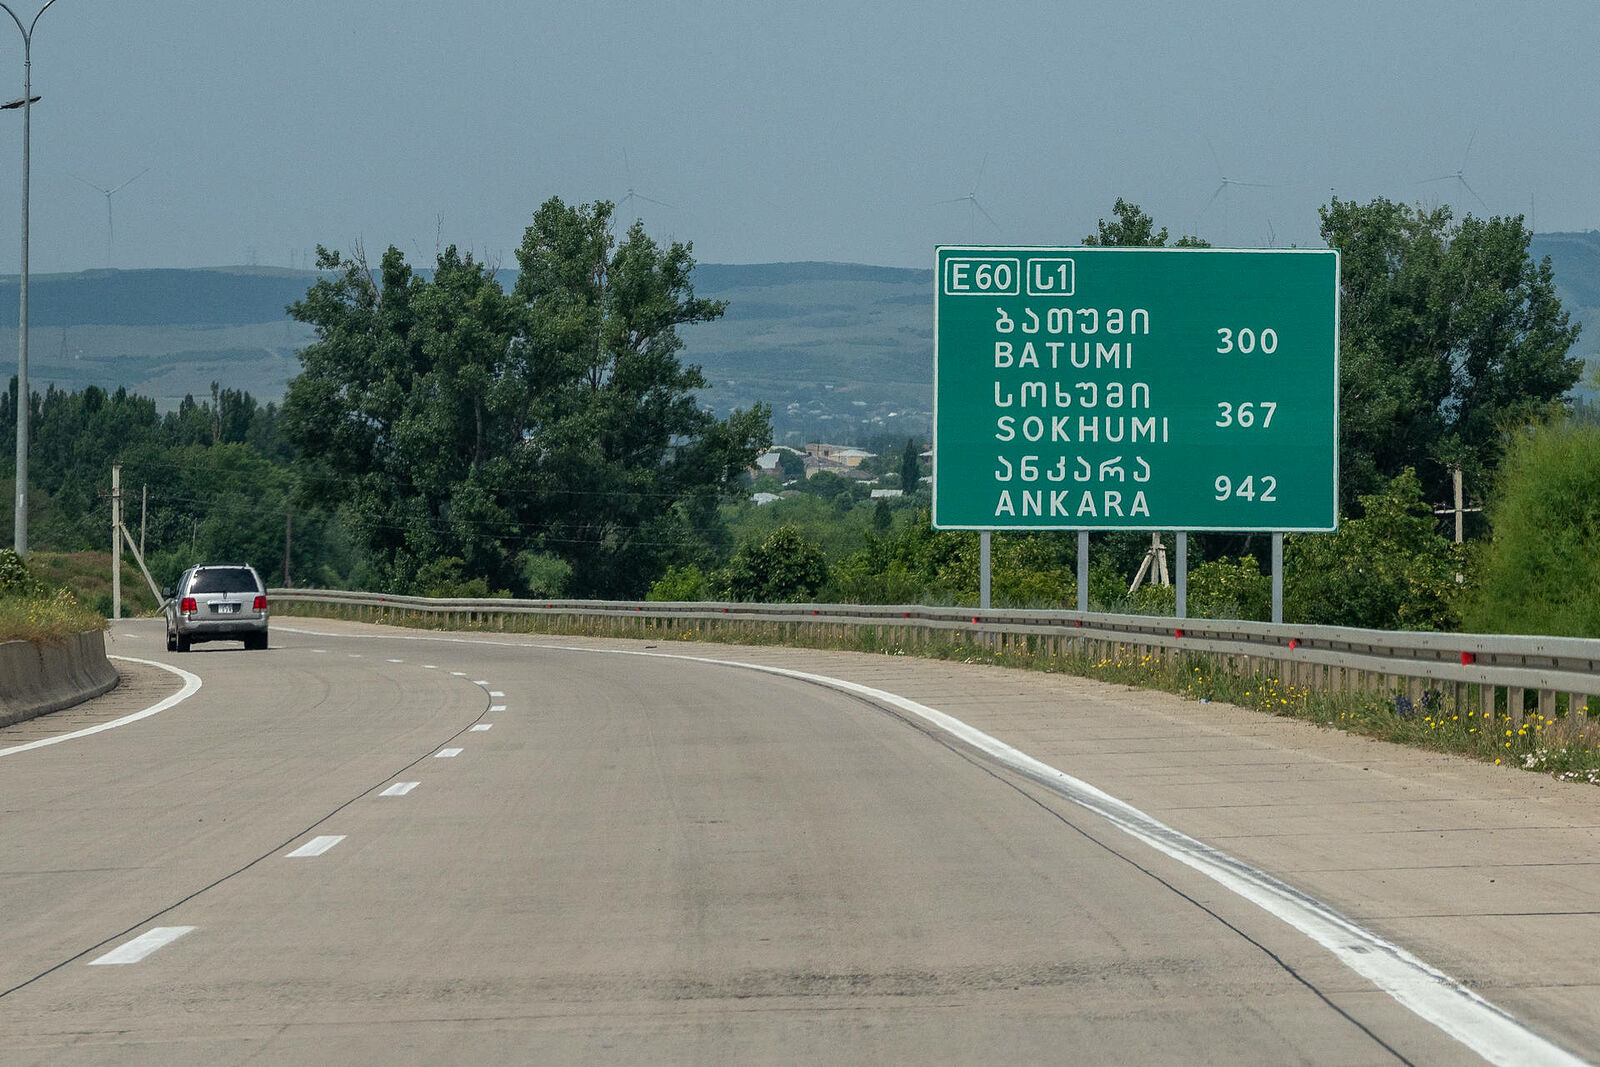 E60 ს1
ბათუმი
BATUMI 300
სოხუმი
SOKHUMI 367
ანკარა
ANKARA 942